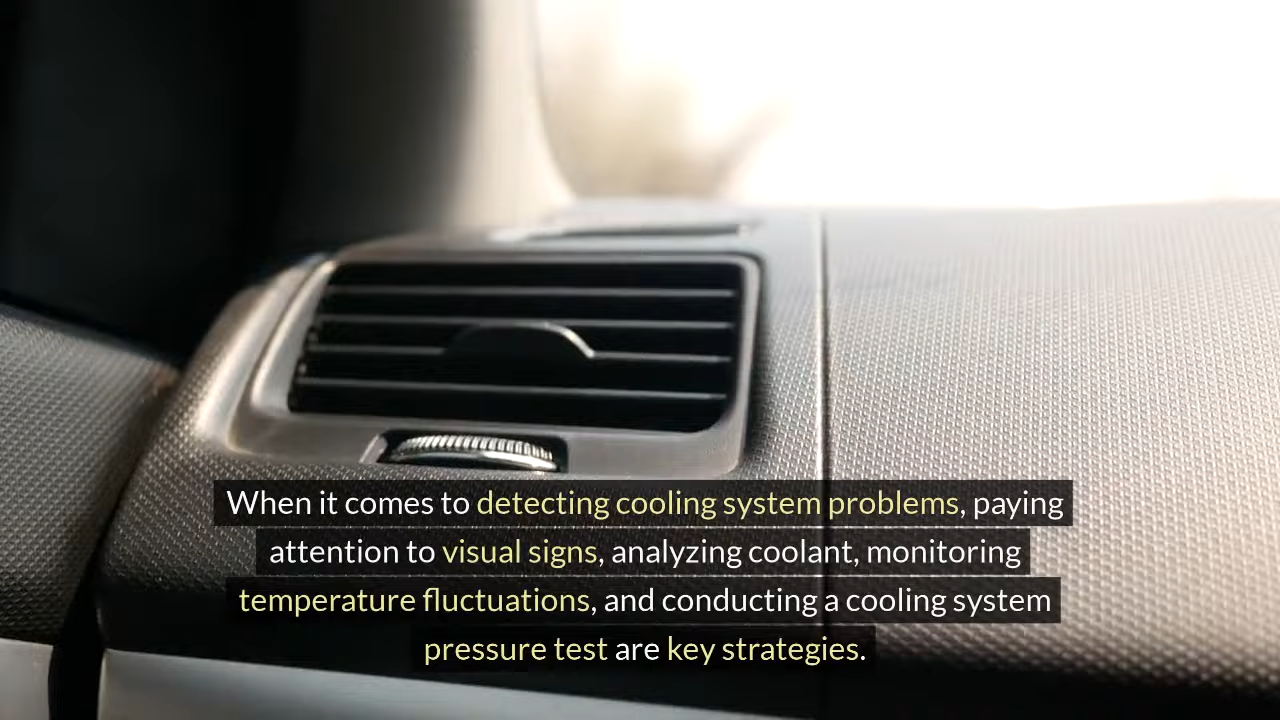 When it comes to detecting cooling system problems, paying
attention to visual signs, analyzing coolant, monitoring
temperature fluctuations, and conducting a cooling system
pressure test are key strategies.